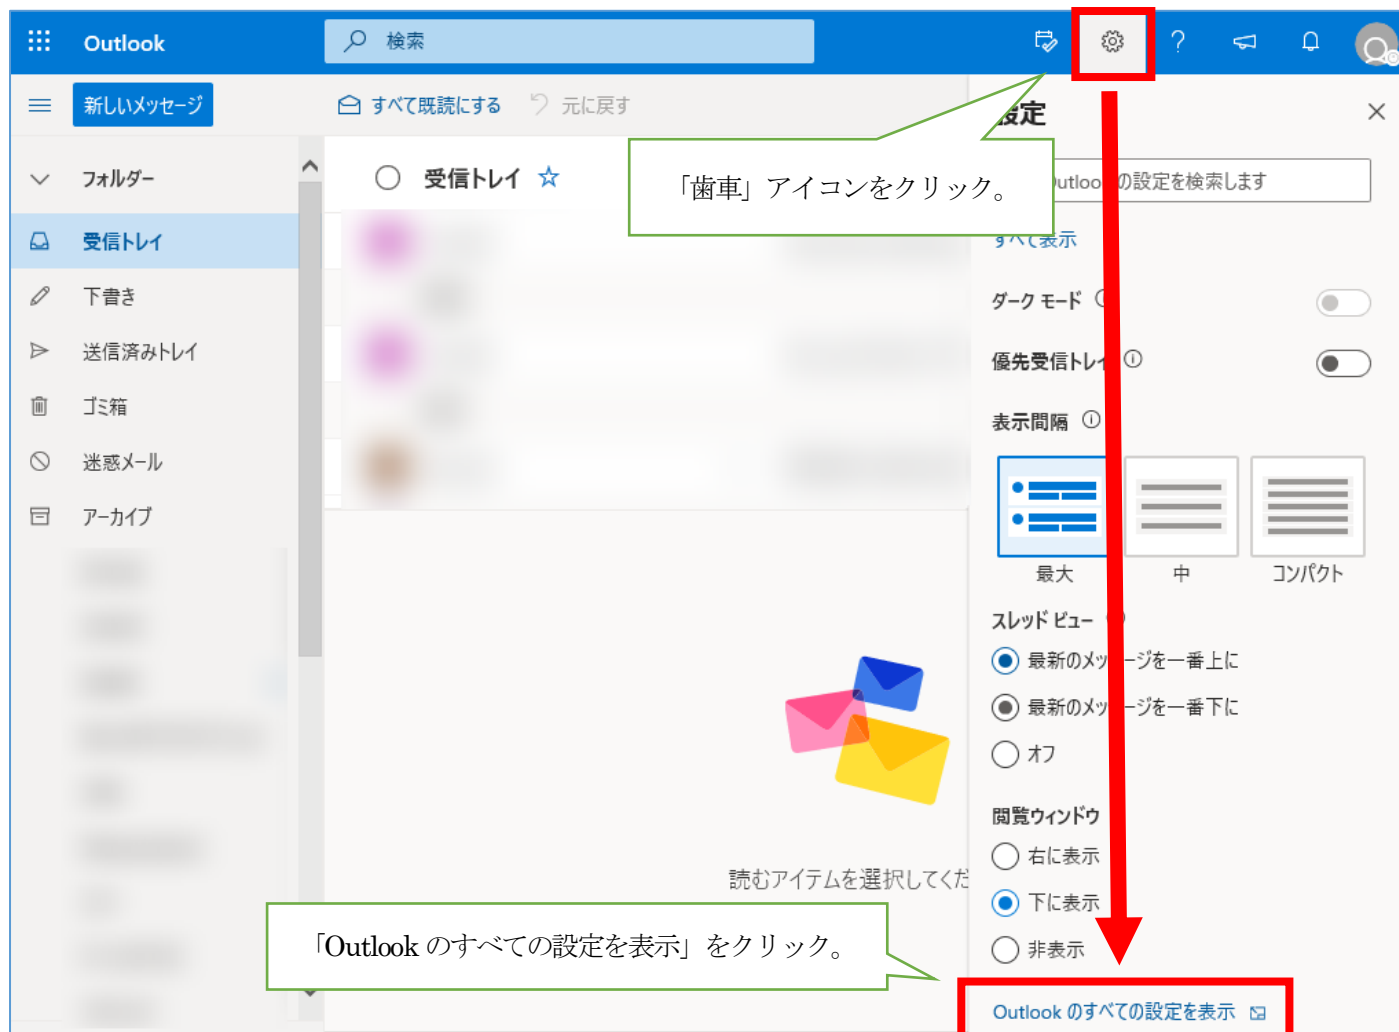 Outlook
検索
新しいメッセージ
すべて既読にする
元に戻す
設定
フォルダー
受信トレイ
「歯車」アイコンをクリック。
Outlook の設定を検索します
すべて表示
受信トレイ
下書き
送信済みトレイ
ゴミ箱
迷惑メール
アーカイブ
ダーク モード
優先受信トレイ
表示間隔
最大
中
コンパクト
スレッド ビュー
最新のメッセージを一番上に
最新のメッセージを一番下に
オフ
閲覧ウィンドウ
右に表示
下に表示
非表示
読むアイテムを選択してくだ
「Outlook のすべての設定を表示」をクリック。
Outlook のすべての設定を表示